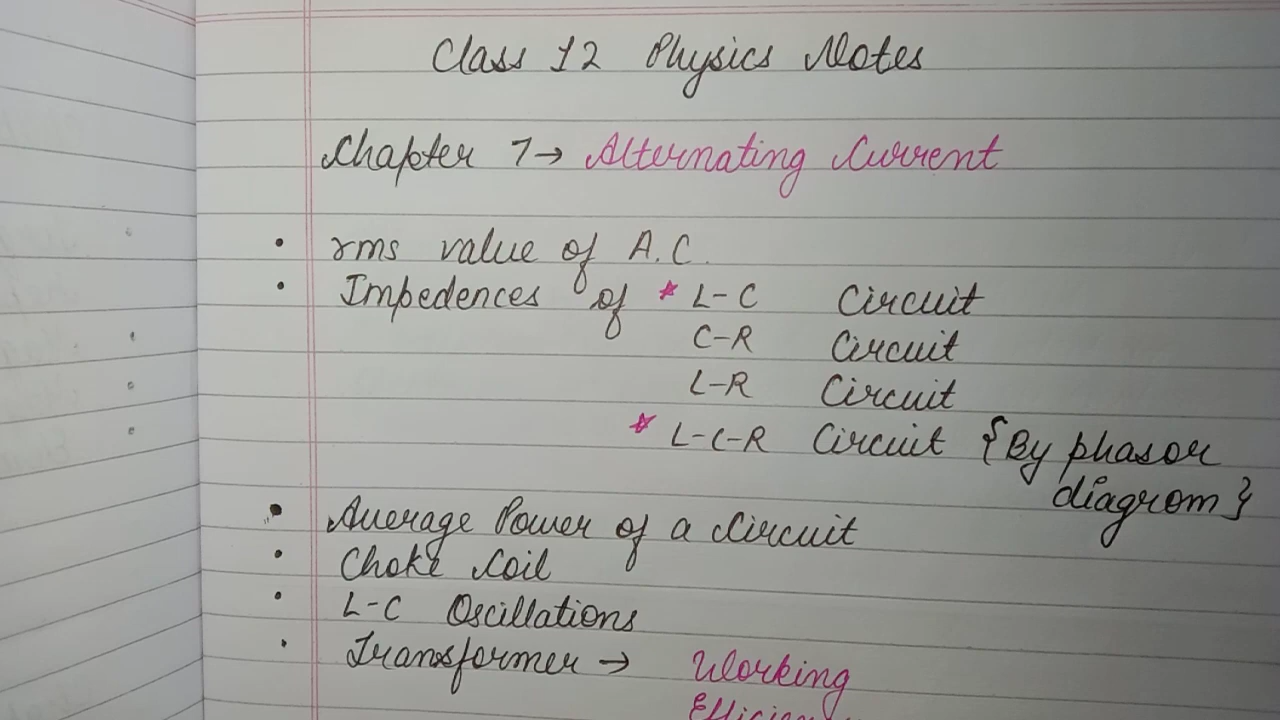 Class 12 Physics Notes
Chapter 7→ Alternating Current
• rms value of A.C.
• Impedences of * L-C Circuit
C-R Circuit
L-R Circuit
* L-C-R Circuit {By phasor
diagrom}
• Average Power of a Circuit
• Choke Coil
• L-C Oscillations
• Transformer → Working